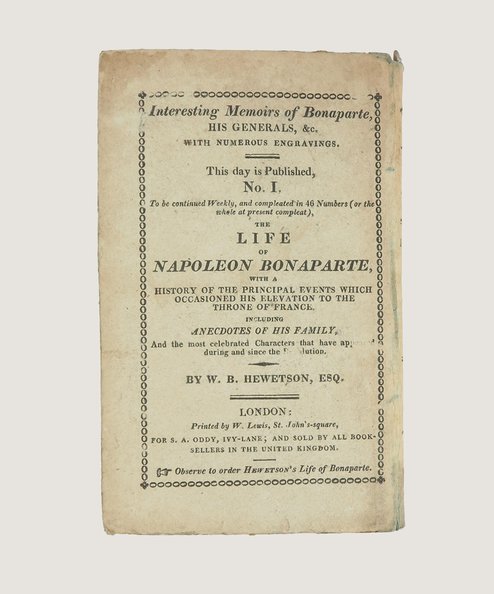 Interesting Memoirs of Bonaparte,
HIS GENERALS, &c.
WITH NUMEROUS ENGRAVINGS.
This day is Published,
No. I,
To be continued Weekly, and compleated in 46 Numbers (or the
whole at present compleat),
THE
LIFE
OF
NAPOLEON BONAPARTE,
WITH A
HISTORY OF THE PRINCIPAL EVENTS WHICH
OCCASIONED HIS ELEVATION TO THE
THRONE OF FRANCE.
INCLUDING
ANECDOTES OF HIS FAMILY,
And the most celebrated Characters that have
during and since the
BY W. B. HEWETSON, ESQ.
LONDON:
Printed by W. Lewis, St. John's-square,
FOR S. A. ODDY, IVY-LANE; AND SOLD BY ALL BOOK-
SELLERS IN THE UNITED KINGDOM.
Observe to order HEWETSON's Life of Bonaparte.